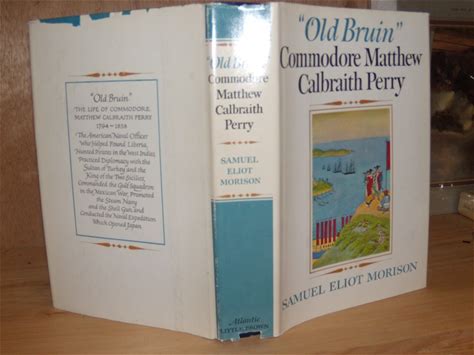 "Old Bruin"
THE LIFE OF COMMODORE
MATTHEW CALBRAITH PERRY
1794–1858
The American Naval Officer
Who Helped Found Liberia,
Hunted Pirates in the West Indies,
Practised Diplomacy with the
Sultan of Turkey and the
King of the Two Sicilies,
Commanded the Gulf Squadron
in the Mexican War, Promoted
the Steam Navy
and the Shell Gun, and
Conducted the Naval Expedition
Which Opened Japan
"Old Bruin"
Commodore
Matthew
Calbraith
Perry
SAMUEL
ELIOT
MORISON
Atlantic
LITTLE, BROWN
"Old Bruin"
Commodore Matthew
Calbraith Perry
SAMUEL ELIOT MORISON